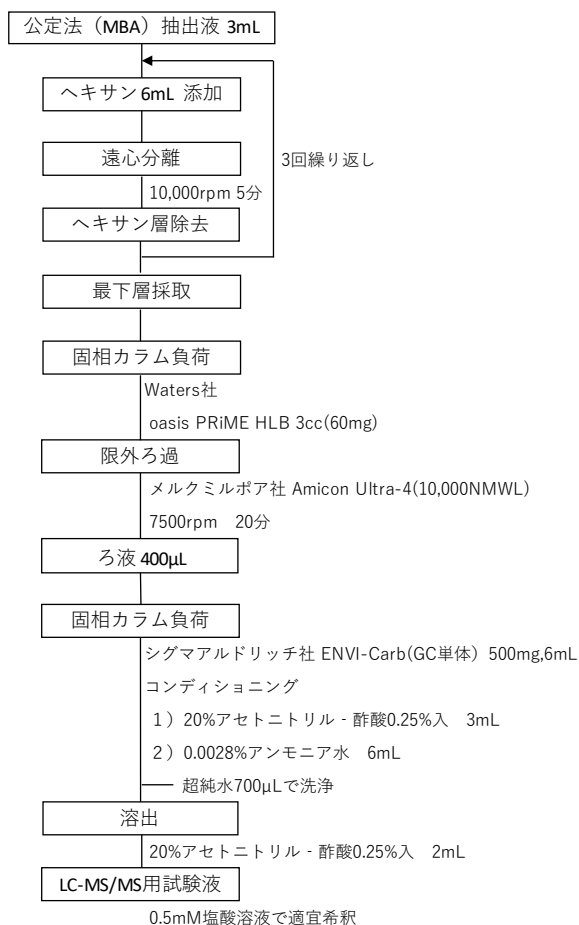 公定法（MBA）抽出液 3mL
ヘキサン 6mL 添加
遠心分離
3回繰り返し
10,000rpm 5分
ヘキサン層除去
最下層採取
固相カラム負荷
Waters社
oasis PRiME HLB 3cc(60mg)
限外ろ過
メルクミルポア社 Amicon Ultra-4(10,000NMWL)
7500rpm　20分
ろ液 400μL
固相カラム負荷
シグマアルドリッチ社 ENVI-Carb(GC単体）500mg,6mL
コンディショニング
１）20%アセトニトリル‐酢酸0.25%入　3mL
２）0.0028%アンモニア水　6mL
超純水700μLで洗浄
溶出
20%アセトニトリル‐酢酸0.25%入　2mL
LC-MS/MS用試験液
0.5mM塩酸溶液で適宜希釈